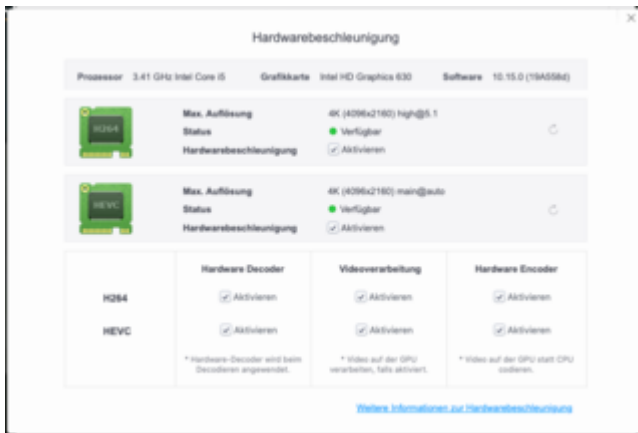 Hardwarebeschleunigung
Prozessor 3.41 GHz Intel Core i5 Grafikkarte Intel HD Graphics 630 Software 10.15.0 (19A558d)
H264
Max. Auflösung 4K (4096x2160) high@5.1
Status Verfügbar
Hardwarebeschleunigung Aktivieren
HEVC
Max. Auflösung 4K (4096x2160) main@auto
Status Verfügbar
Hardwarebeschleunigung Aktivieren
Hardware Decoder Videoverarbeitung Hardware Encoder
H264 Aktivieren Aktivieren Aktivieren
HEVC Aktivieren Aktivieren Aktivieren
* Hardware-Decoder wird beim * Video auf der GPU * Video auf der GPU statt CPU
Decodieren angewendet. verarbeiten, falls aktiviert. codieren.
Weitere Informationen zur Hardwarebeschleunigung